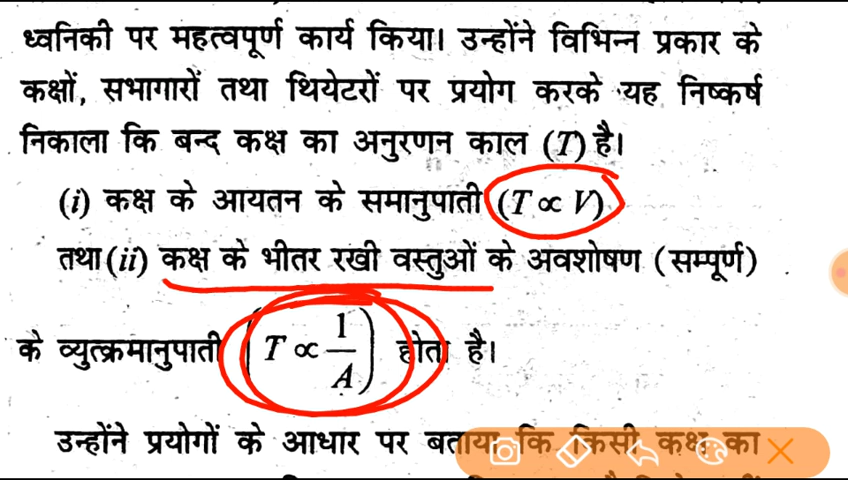 ध्वनिकी पर महत्वपूर्ण कार्य किया। उन्होंने विभिन्न प्रकार के
कक्षों, सभागारों तथा थियेटरों पर प्रयोग करके यह निष्कर्ष
निकाला कि बन्द कक्ष का अनुरणन काल (T) है।
(i) कक्ष के आयतन के समानुपाती (T ∝ V)
तथा (ii) कक्ष के भीतर रखी वस्तुओं के अवशोषण (सम्पूर्ण)
के व्युत्क्रमानुपाती (T ∝ 1/A) होता है।
उन्होंने प्रयोगों के आधार पर बताया कि किसी कक्ष का